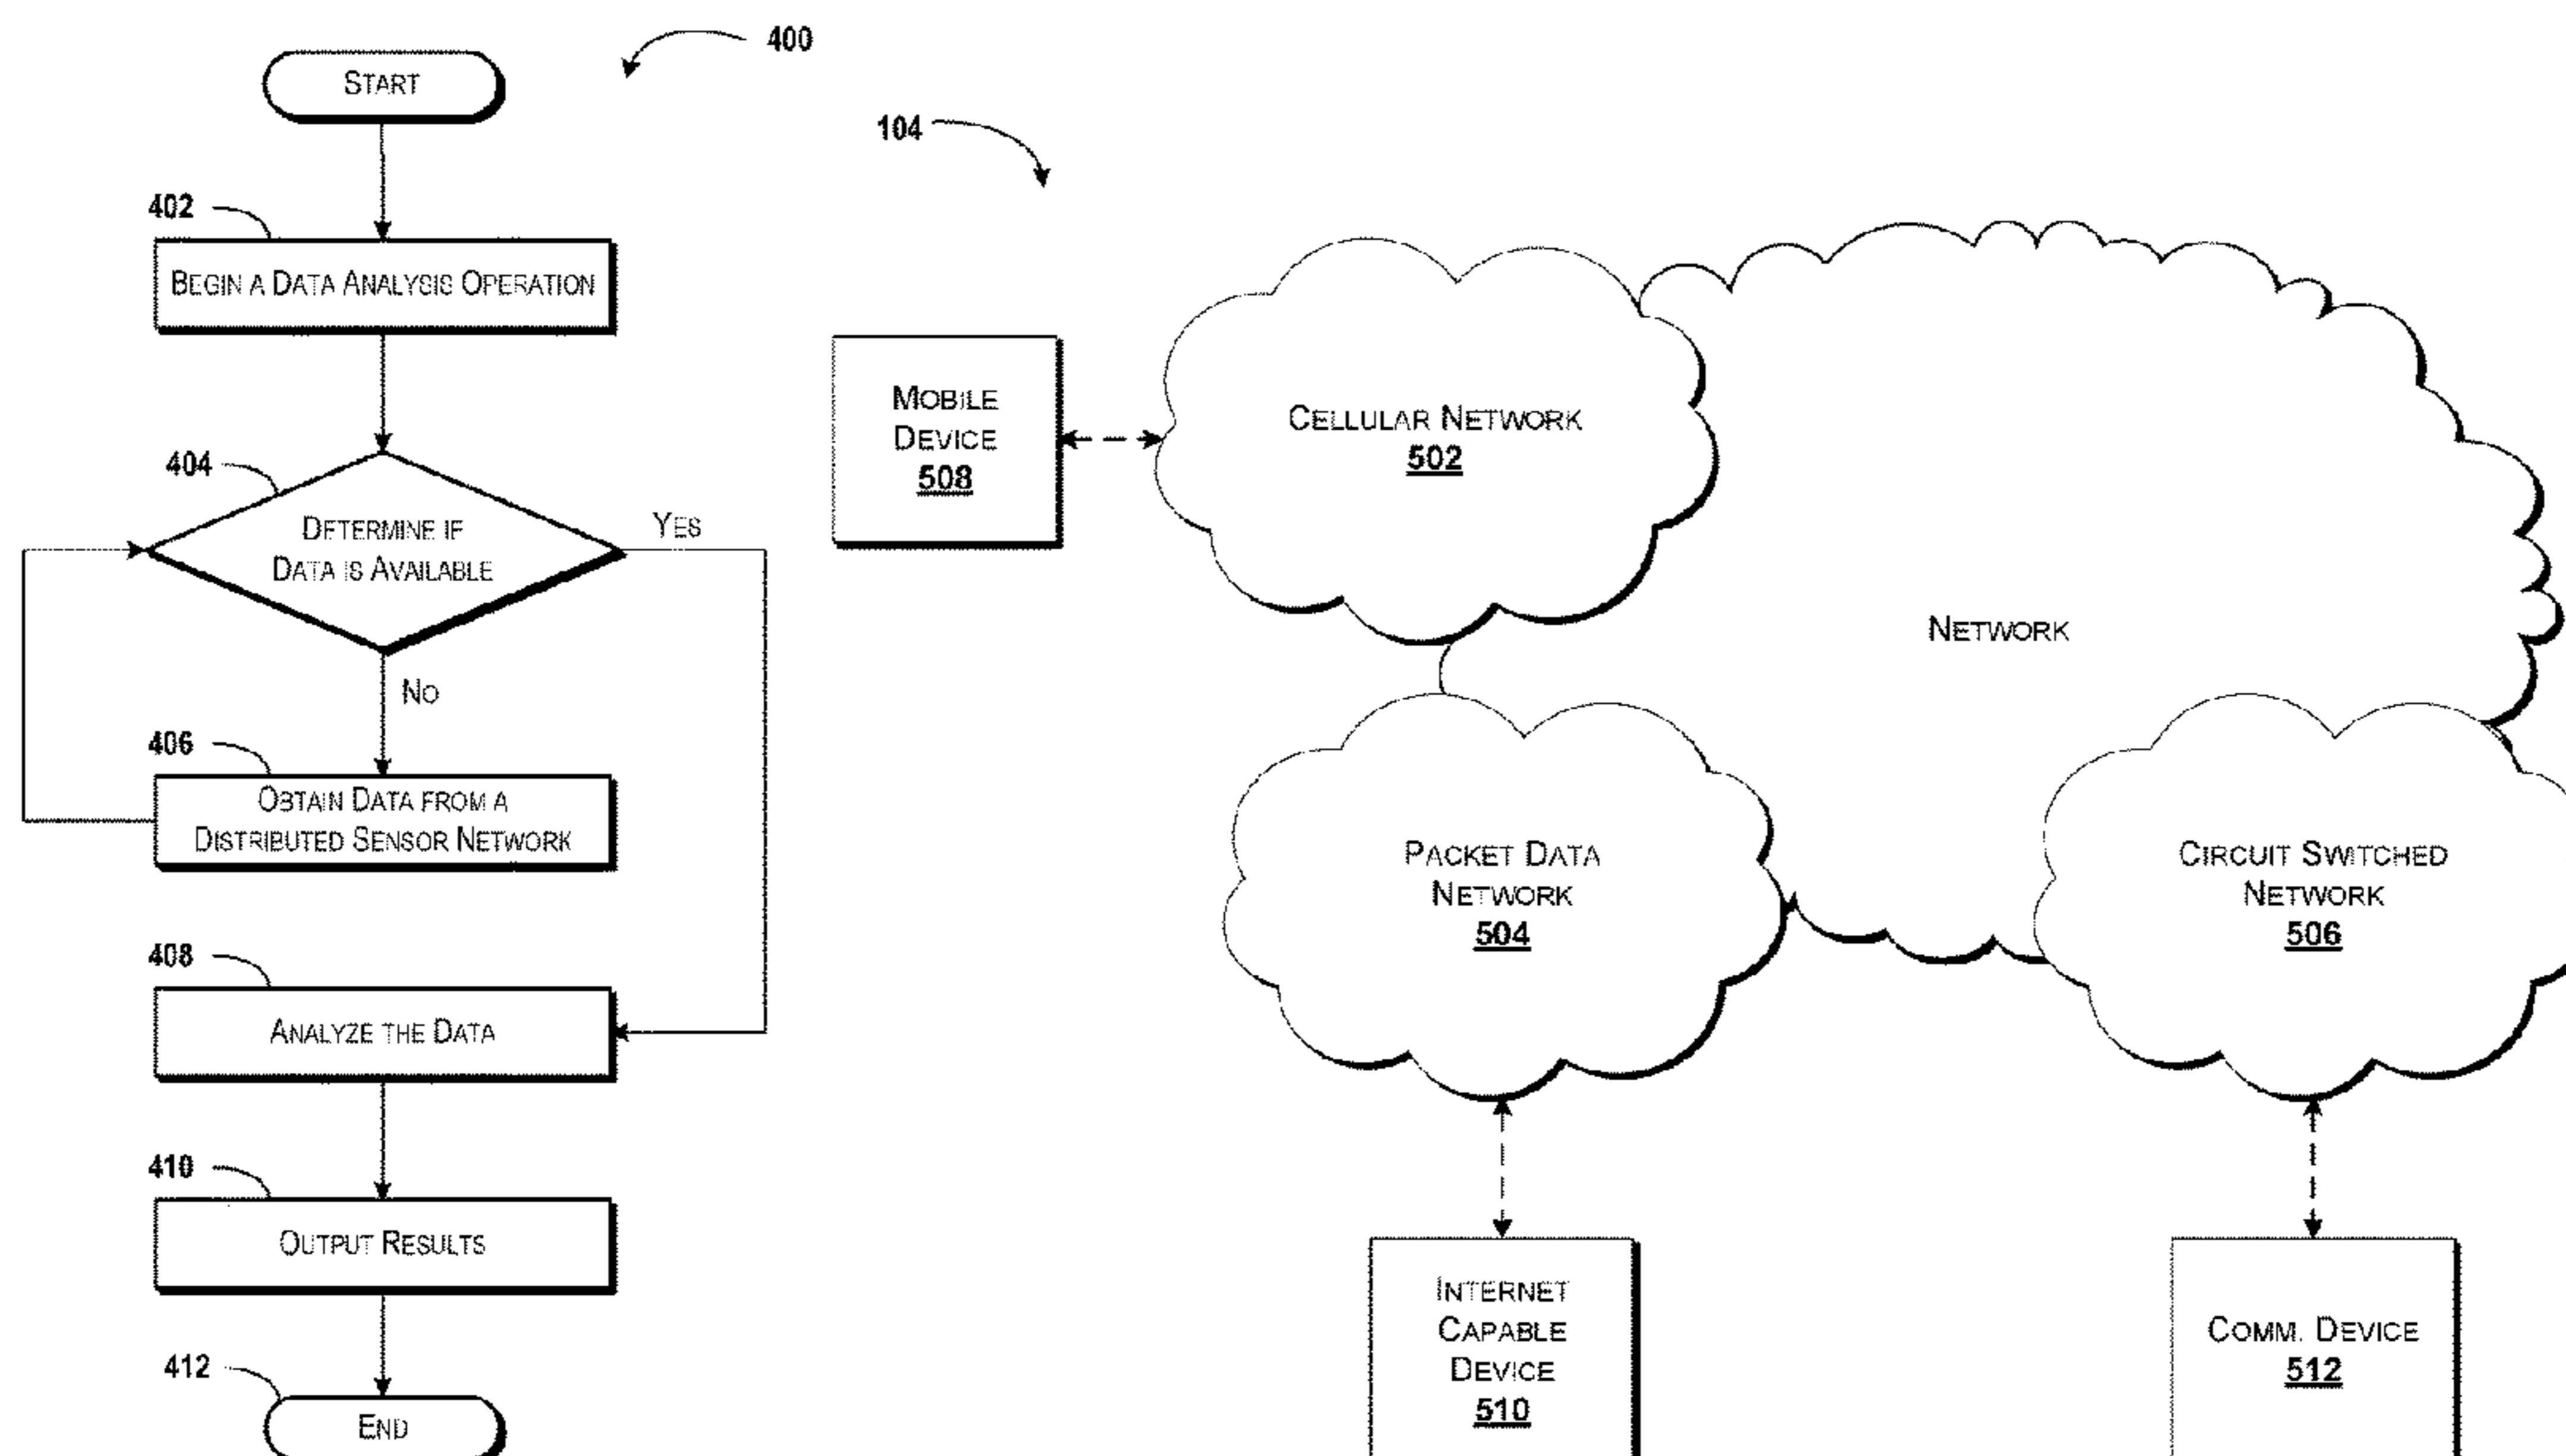 400
START
402
BEGIN A DATA ANALYSIS OPERATION
404
DETERMINE IF
DATA IS AVAILABLE
YES
NO
406
OBTAIN DATA FROM A
DISTRIBUTED SENSOR NETWORK
408
ANALYZE THE DATA
410
OUTPUT RESULTS
412
END
104
MOBILE
DEVICE
508
CELLULAR NETWORK
502
NETWORK
PACKET DATA
NETWORK
504
CIRCUIT SWITCHED
NETWORK
506
INTERNET
CAPABLE
DEVICE
510
COMM. DEVICE
512